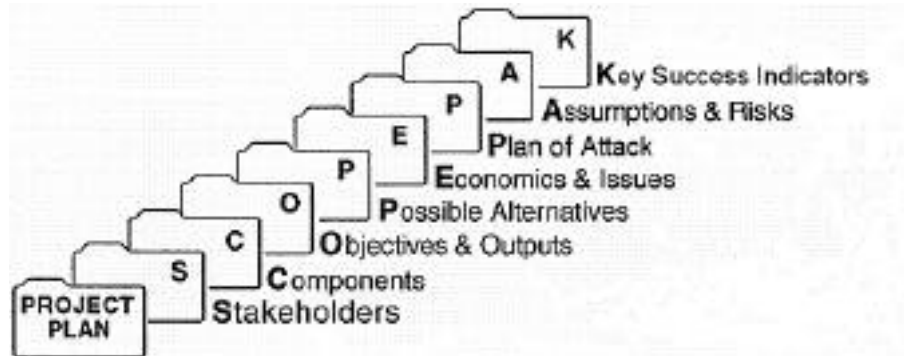 K
Key Success Indicators
A
Assumptions & Risks
P
Plan of Attack
E
Economics & Issues
P
Possible Alternatives
O
Objectives & Outputs
C
Components
S
Stakeholders
PROJECT
PLAN